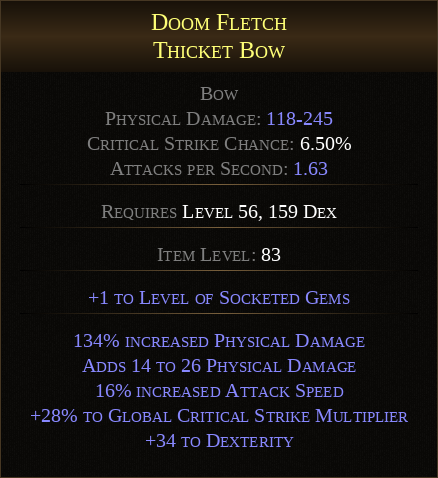 Doom Fletch
Thicket Bow
Bow
Physical Damage: 118-245
Critical Strike Chance: 6.50%
Attacks per Second: 1.63
Requires Level 56, 159 Dex
Item Level: 83
+1 to Level of Socketed Gems
134% increased Physical Damage
Adds 14 to 26 Physical Damage
16% increased Attack Speed
+28% to Global Critical Strike Multiplier
+34 to Dexterity